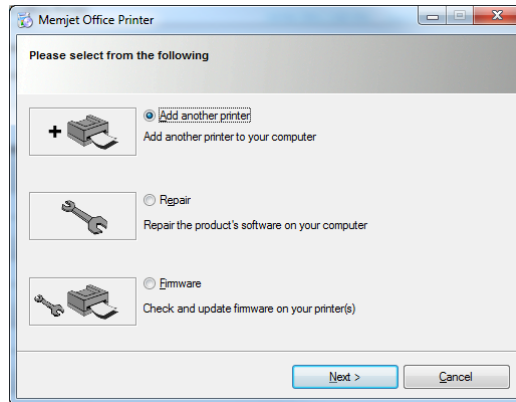 Memjet Office Printer
Please select from the following
Add another printer
Add another printer to your computer
Repair
Repair the product's software on your computer
Firmware
Check and update firmware on your printer(s)
Next >
Cancel